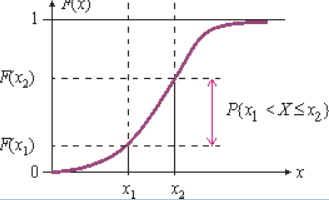 F(x)
1
F(x₂)
P{x₁ < X ≤ x₂}
F(x₁)
0
x
x₁ x₂